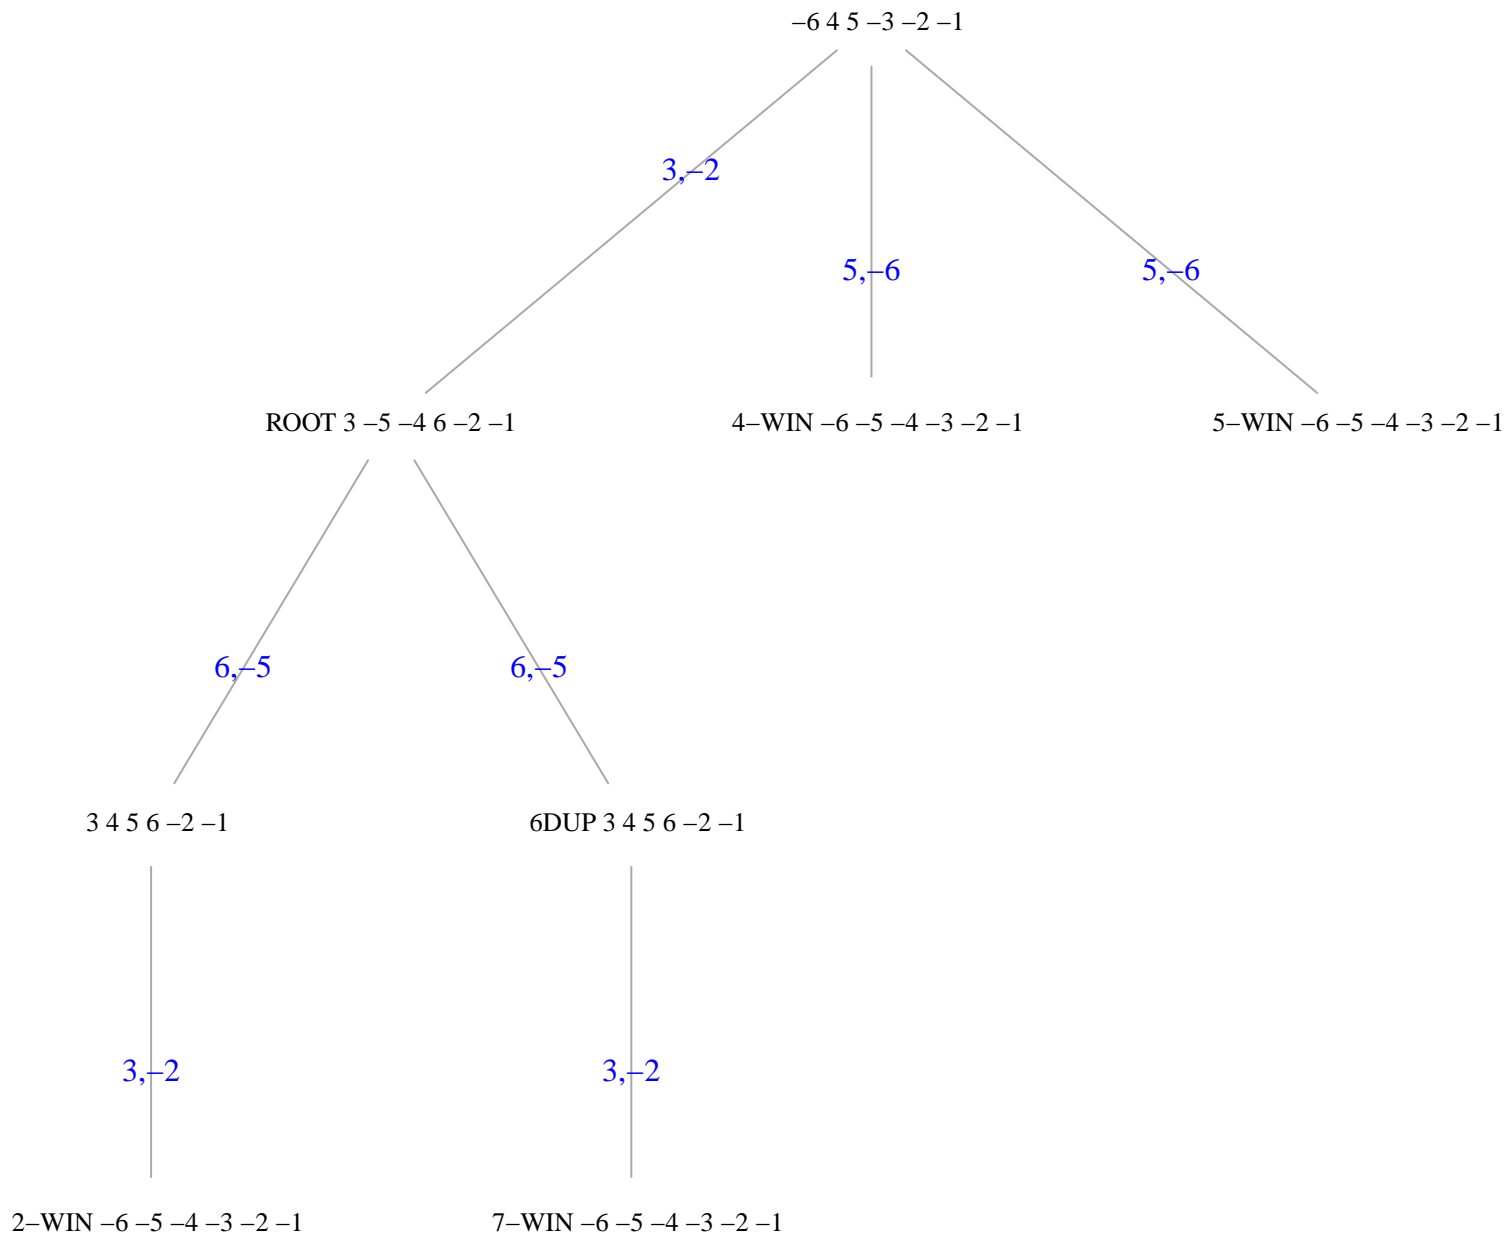 –6 4 5 –3 –2 –1
3,–2
5,–6
5,–6
ROOT 3 –5 –4 6 –2 –1
4–WIN –6 –5 –4 –3 –2 –1
5–WIN –6 –5 –4 –3 –2 –1
6,–5
6,–5
3 4 5 6 –2 –1
6DUP 3 4 5 6 –2 –1
3,–2
3,–2
2–WIN –6 –5 –4 –3 –2 –1
7–WIN –6 –5 –4 –3 –2 –1